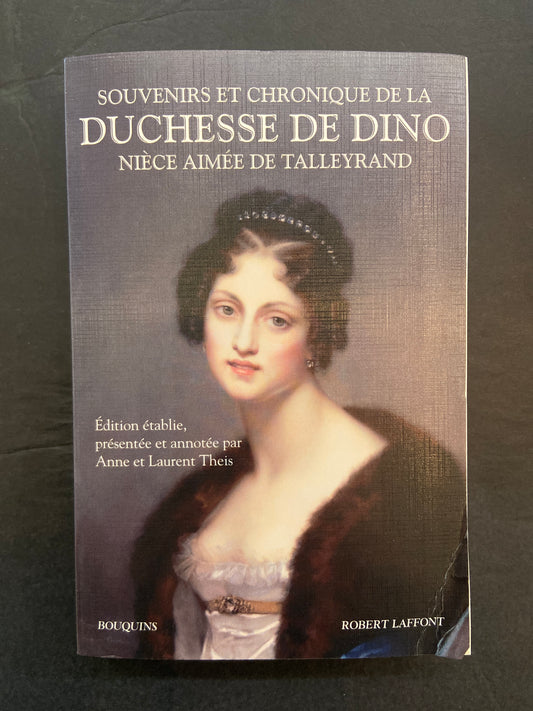 SOUVENIRS ET CHRONIQUE DE LA
DUCHESSE DE DINO
NIÈCE AIMÉE DE TALLEYRAND
Édition établie,
présentée et annotée par
Anne et Laurent Theis
BOUQUINS
ROBERT LAFFONT